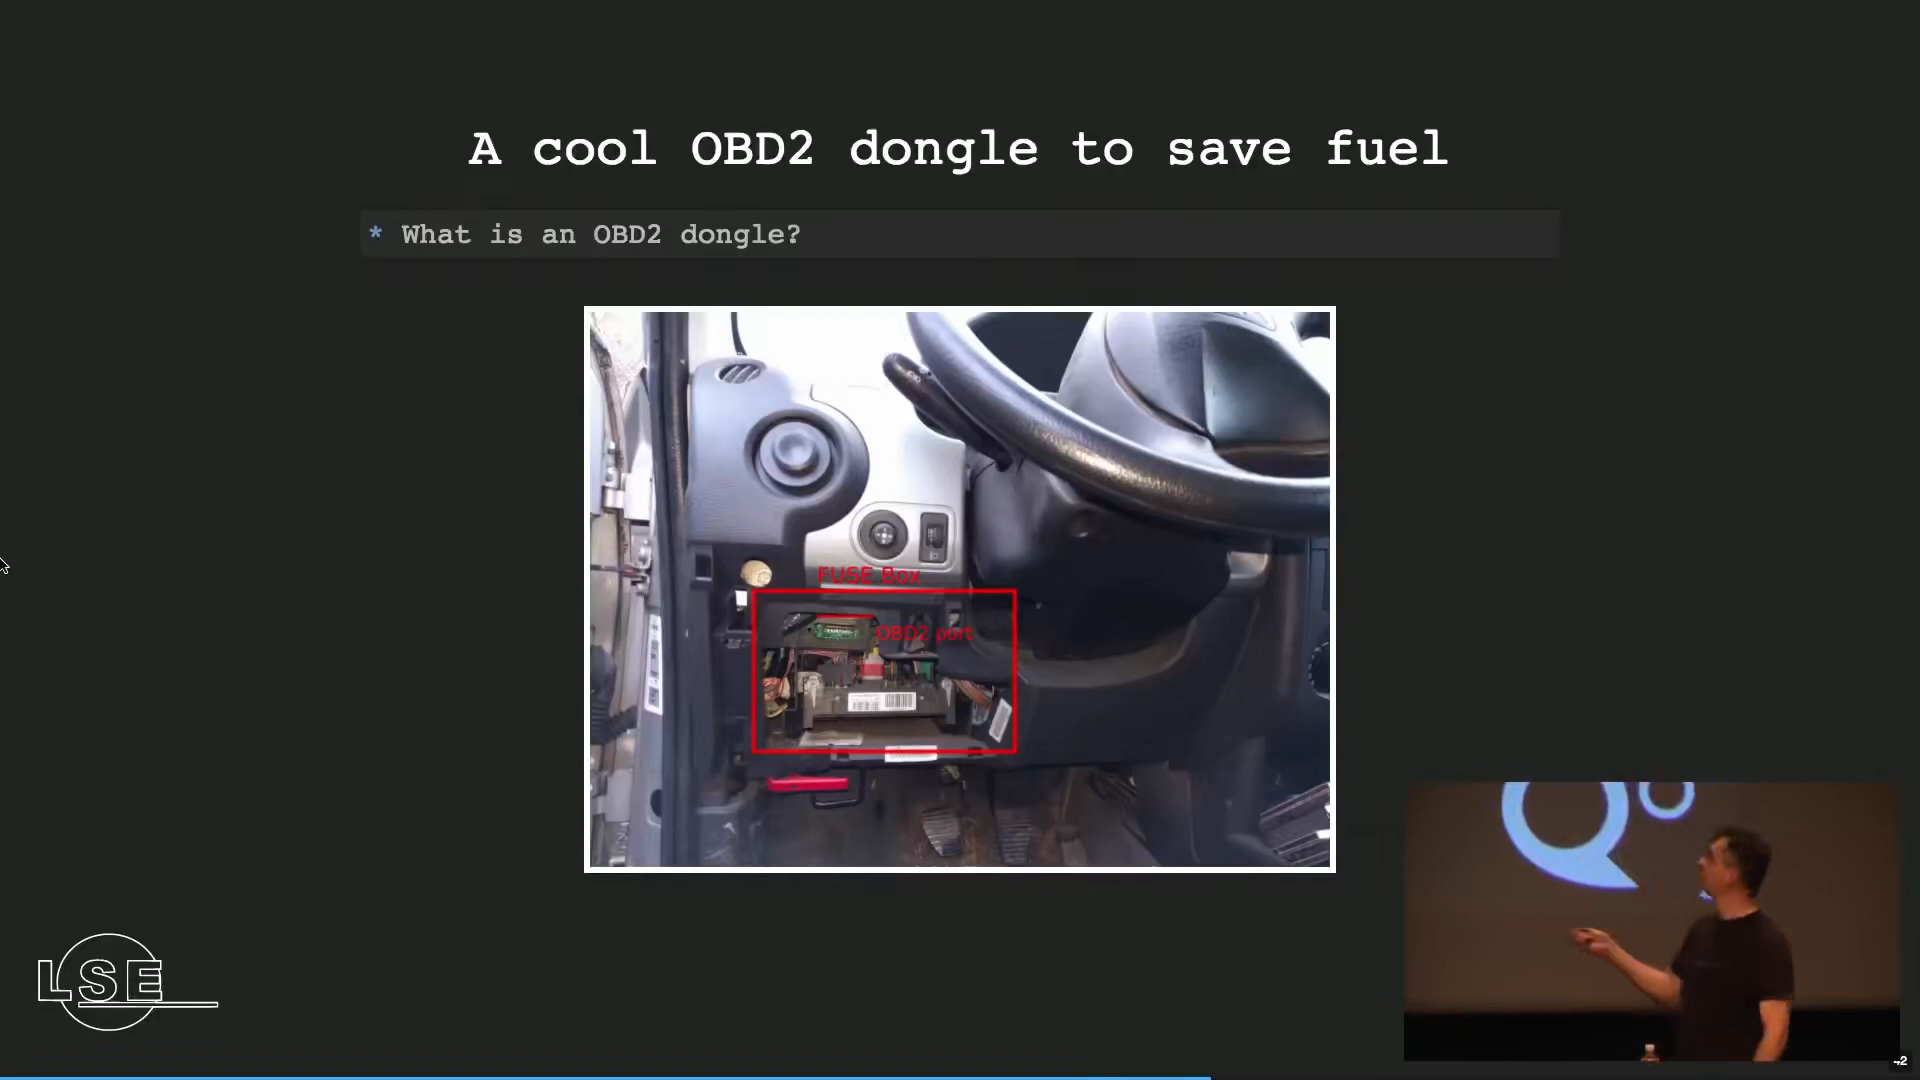 A cool OBD2 dongle to save fuel
* What is an OBD2 dongle?
FUSE Box
OBD2 port
LSE